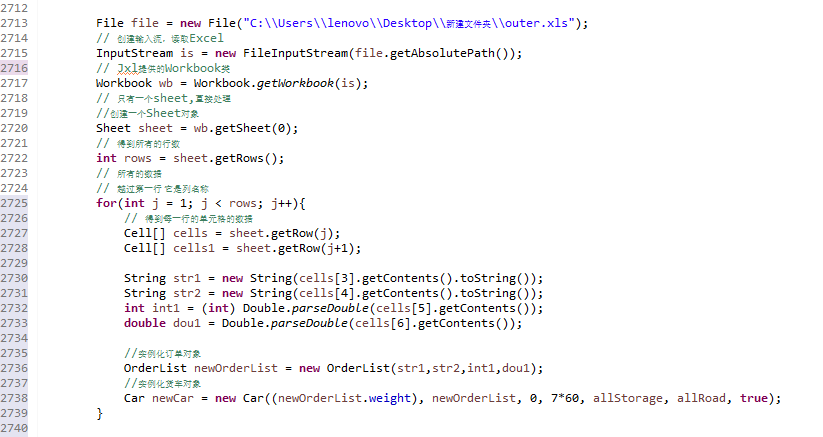 2712
2713 File file = new File("C:\\Users\\lenovo\\Desktop\\新建文件夹\\outer.xls");
2714 // 创建输入流，读取Excel
2715 InputStream is = new FileInputStream(file.getAbsolutePath());
2716 // Jxl提供的Workbook类
2717 Workbook wb = Workbook.getWorkbook(is);
2718 // 只有一个sheet,直接处理
2719 //创建一个Sheet对象
2720 Sheet sheet = wb.getSheet(0);
2721 // 得到所有的行数
2722 int rows = sheet.getRows();
2723 // 所有的数据
2724 // 越过第一行 它是列名称
2725 for(int j = 1; j < rows; j++){
2726 // 得到每一行的单元格的数据
2727 Cell[] cells = sheet.getRow(j);
2728 Cell[] cells1 = sheet.getRow(j+1);
2729
2730 String str1 = new String(cells[3].getContents().toString());
2731 String str2 = new String(cells[4].getContents().toString());
2732 int int1 = (int) Double.parseDouble(cells[5].getContents());
2733 double dou1 = Double.parseDouble(cells[6].getContents());
2734
2735 //实例化订单对象
2736 OrderList newOrderList = new OrderList(str1,str2,int1,dou1);
2737 //实例化货车对象
2738 Car newCar = new Car((newOrderList.weight), newOrderList, 0, 7*60, allStorage, allRoad, true);
2739 }
2740